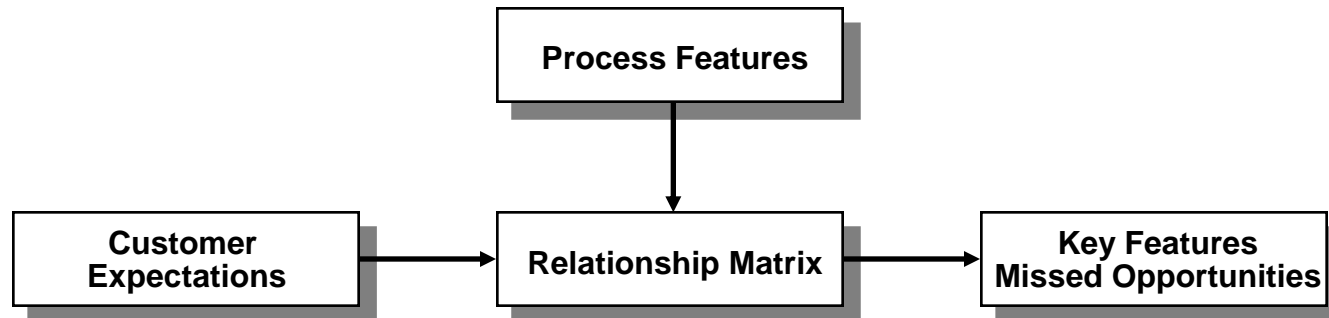 Process Features
Customer
Expectations
Relationship Matrix
Key Features
Missed Opportunities